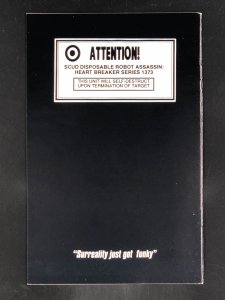 ATTENTION!
SCUD DISPOSABLE ROBOT ASSASSIN:
HEART BREAKER SERIES 1373
THIS UNIT WILL SELF-DESTRUCT
UPON TERMINATION OF TARGET
"Surreality just got funky"